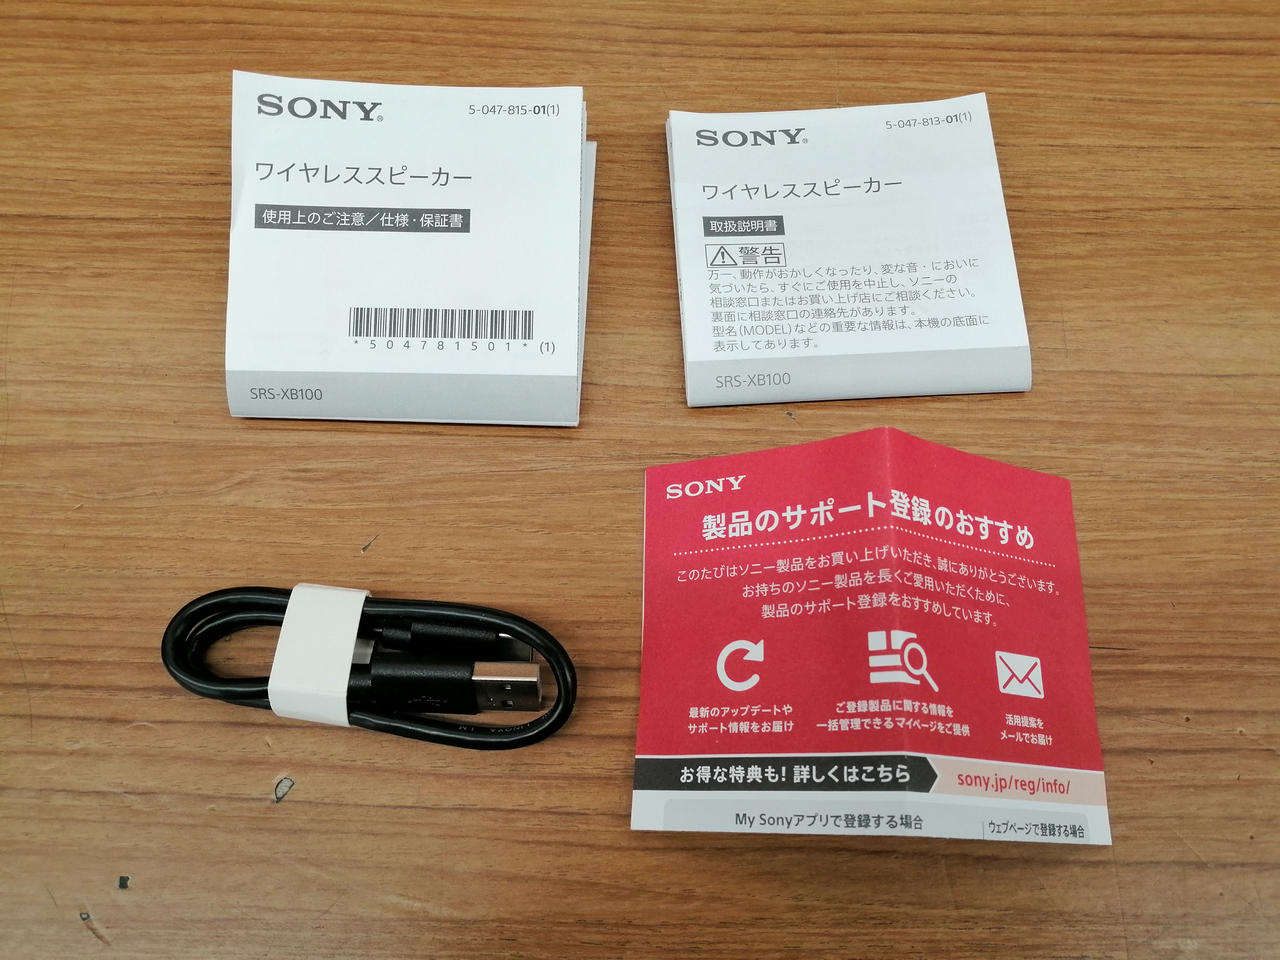 SONY®
5-047-815-01(1)
ワイヤレススピーカー
使用上のご注意/仕様・保証書
*504781501* (1)
SRS-XB100
SONY®
5-047-813-01(1)
ワイヤレススピーカー
取扱説明書
⚠警告
万一、動作がおかしくなったり、変な音・においに
気づいたら、すぐにご使用を中止し、ソニーの
相談窓口またはお買い上げ店にご相談ください。
裏面に相談窓口の連絡先があります。
型名(MODEL)などの重要な情報は、本機の底面に
表示してあります。
SRS-XB100
SONY
製品のサポート登録のおすすめ
このたびはソニー製品をお買い上げいただき、誠にありがとうございます。
お持ちのソニー製品を長くご愛用いただくために、
製品のサポート登録をおすすめしています。
最新のアップデートや
サポート情報をお届け
ご登録製品に関する情報を
一括管理できるマイページをご提供
活用提案を
メールでお届け
お得な特典も!詳しくはこちら
sony.jp/reg/info/
My Sonyアプリで登録する場合
ウェブページで登録する場合